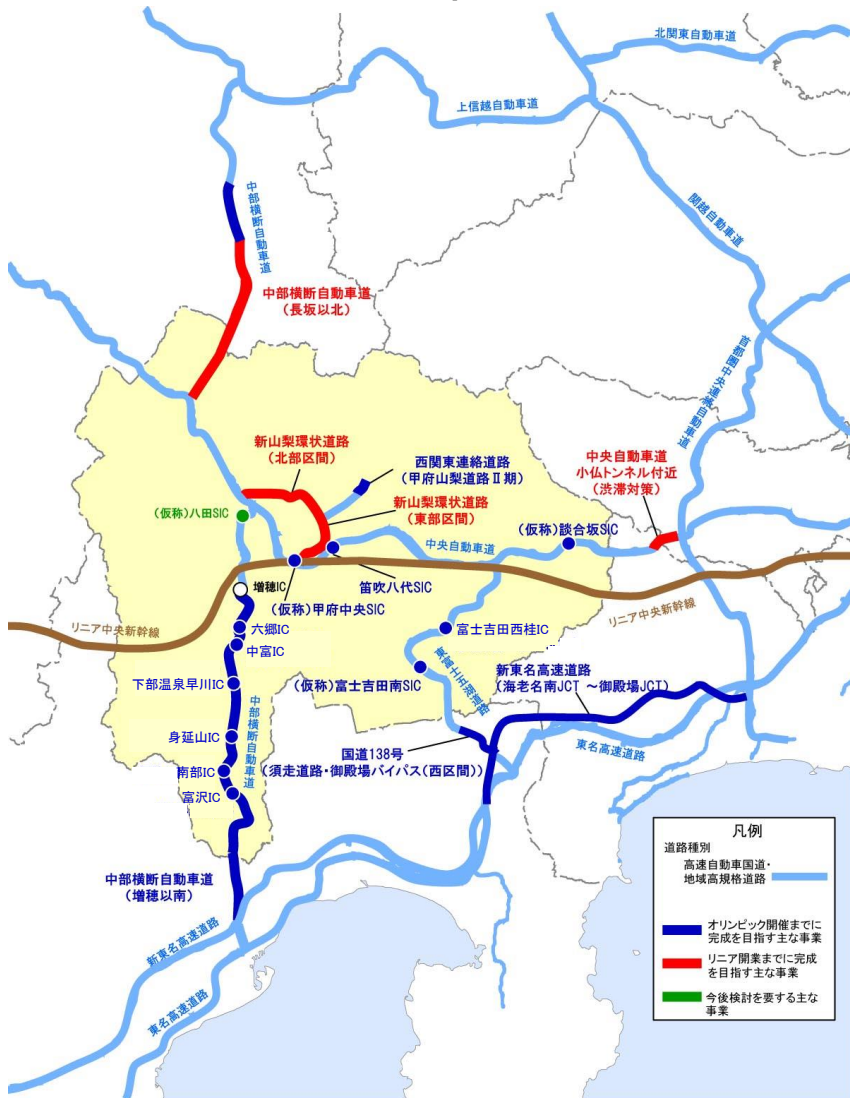 北関東自動車道
上信越自動車道
中部横断自動車道
関越自動車道
中部横断自動車道
(長坂以北)
首都圏中央連絡自動車道
新山梨環状道路
(北部区間)
西関東連絡道路
(甲府山梨道路Ⅱ期)
中央自動車道
小仏トンネル付近
(渋滞対策)
(仮称)八田SIC
新山梨環状道路
(東部区間)
(仮称)談合坂SIC
中央自動車道
増穂IC
笛吹八代SIC
(仮称)甲府中央SIC
リニア中央新幹線
リニア中央新幹線
六郷IC
中富IC
富士吉田西桂IC
下部温泉早川IC
(仮称)富士吉田南SIC
東富士五湖道路
新東名高速道路
(海老名南JCT ~御殿場JCT)
中部横断自動車道
身延山IC
国道138号
(須走道路・御殿場バイパス(西区間))
東名高速道路
南部IC
富沢IC
中部横断自動車道
(増穂以南)
新東名高速道路
東名高速道路
凡例
道路種別
高速自動車国道・
地域高規格道路
オリンピック開催までに
完成を目指す主な事業
リニア開業までに完成
を目指す主な事業
今後検討を要する主な
事業